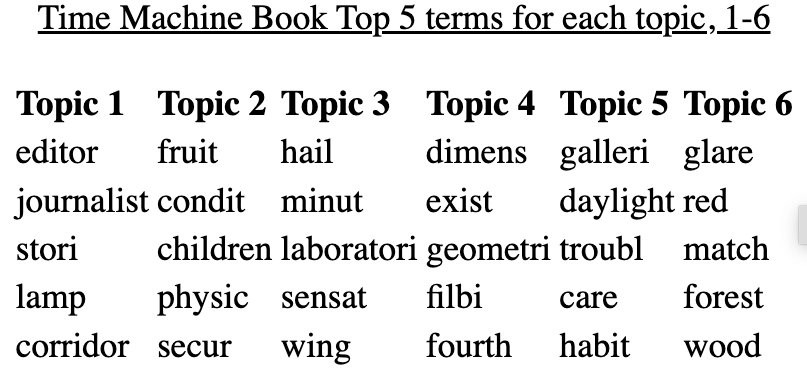 Time Machine Book Top 5 terms for each topic, 1-6
Topic 1 Topic 2 Topic 3 Topic 4 Topic 5 Topic 6
editor fruit hail dimens galleri glare
journalist condit minut exist daylight red
stori children laboratori geometri troubl match
lamp physic sensat filbi care forest
corridor secur wing fourth habit wood